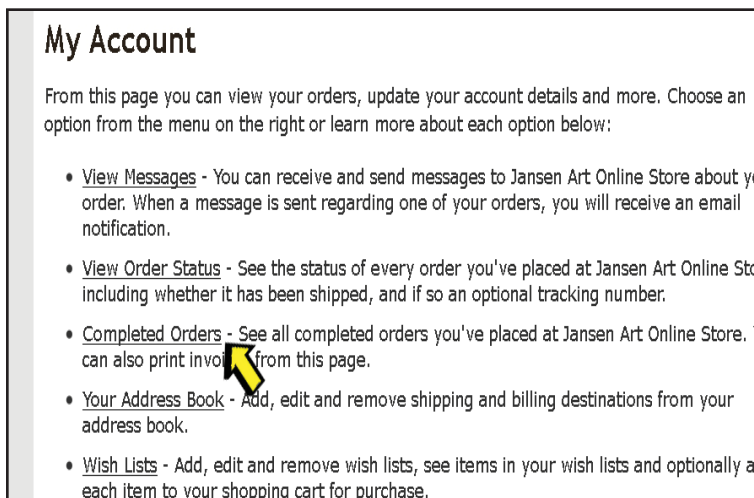 My Account
From this page you can view your orders, update your account details and more. Choose an
option from the menu on the right or learn more about each option below:
• View Messages - You can receive and send messages to Jansen Art Online Store about
order. When a message is sent regarding one of your orders, you will receive an email
notification.
• View Order Status - See the status of every order you've placed at Jansen Art Online
including whether it has been shipped, and if so an optional tracking number.
• Completed Orders - See all completed orders you've placed at Jansen Art Online Store.
can also print from this page.
• Your Address Book - Add, edit and remove shipping and billing destinations from your
address book.
• Wish Lists - Add, edit and remove wish lists, see items in your wish lists and optionally
each item to your shopping cart for purchase.